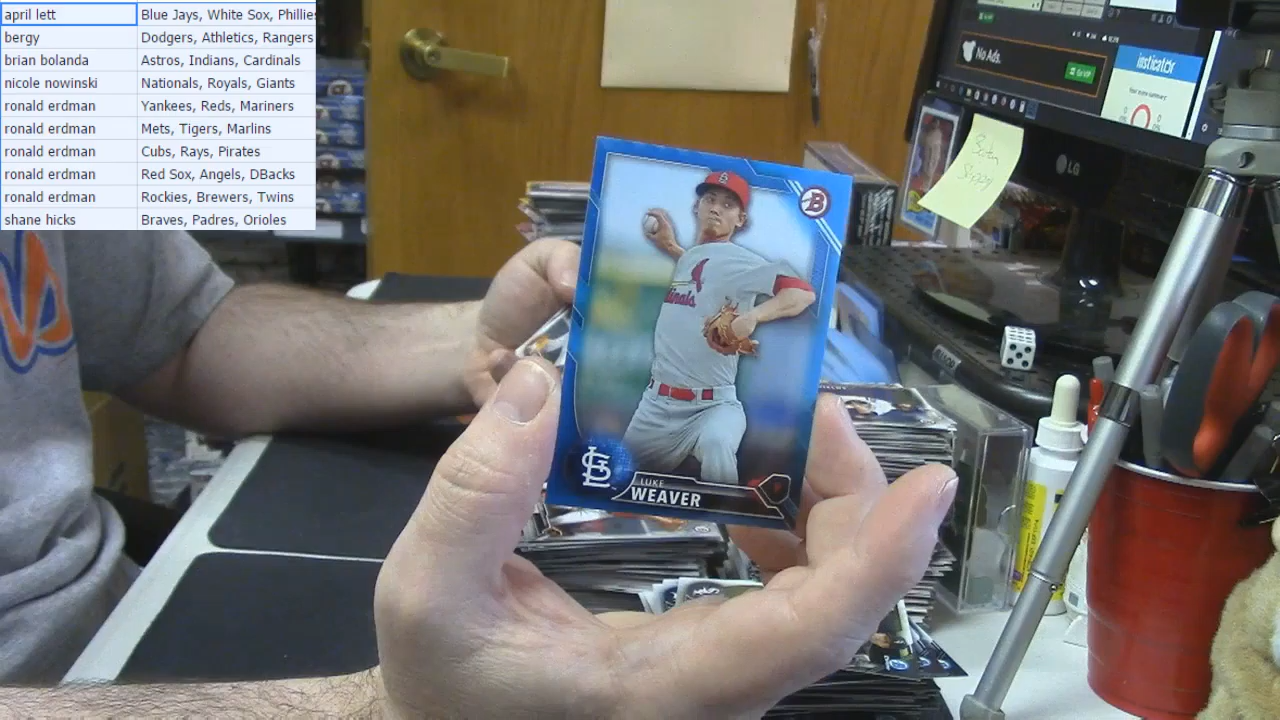 april lett Blue Jays, White Sox, Phillies
bergy Dodgers, Athletics, Rangers
brian bolanda Astros, Indians, Cardinals
nicole nowinski Nationals, Royals, Giants
ronald erdman Yankees, Reds, Mariners
ronald erdman Mets, Tigers, Marlins
ronald erdman Cubs, Rays, Pirates
ronald erdman Red Sox, Angels, DBacks
ronald erdman Rockies, Brewers, Twins
shane hicks Braves, Padres, Orioles
No Ads.
insticator
LG
B
LUKE
WEAVER